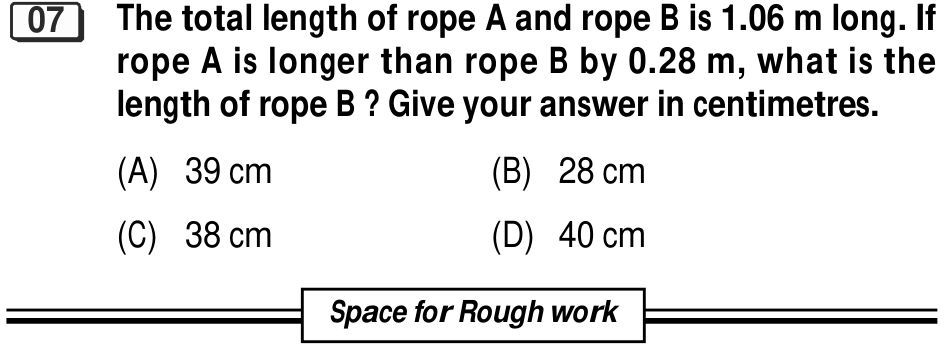 07 The total length of rope A and rope B is 1.06 m long. If
rope A is longer than rope B by 0.28 m, what is the
length of rope B ? Give your answer in centimetres.
(A) 39 cm (B) 28 cm
(C) 38 cm (D) 40 cm
Space for Rough work